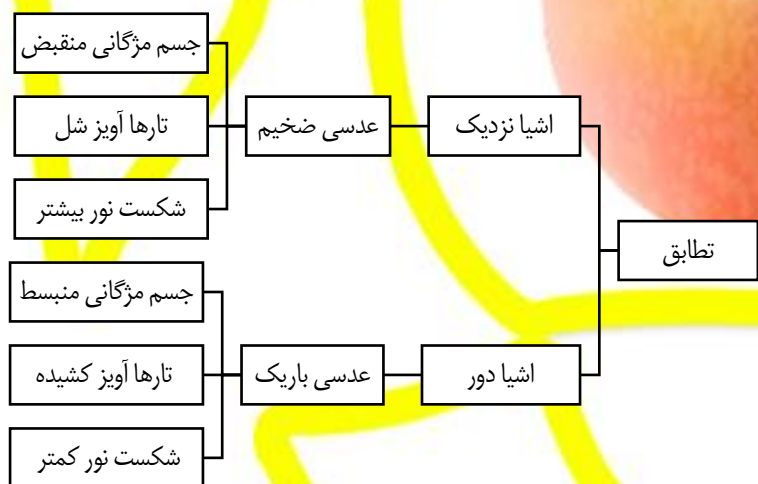 تطابق
اشیا نزدیک
عدسی ضخیم
جسم مژگانی منقبض
تارها آویز شل
شکست نور بیشتر
اشیا دور
عدسی باریک
جسم مژگانی منبسط
تارها آویز کشیده
شکست نور کمتر